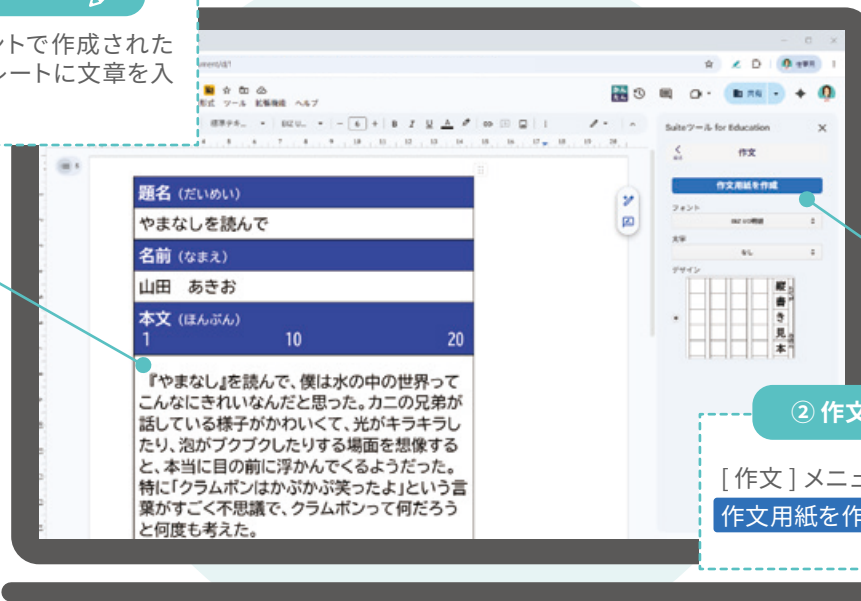 ントで作成された
レートに文章を入
形式 ツール 拡張機能 ヘルプ
標準テキ...
BIZ U...
6
B I U A
共有
Suiteツール for Education
作文
作文用紙を作成
フォント
文字
なし
デザイン
縦書き見本
題名（だいめい）
やまなしを読んで
名前（なまえ）
山田 あきお
本文（ほんぶん）
1 10 20
『やまなし』を読んで、僕は水の中の世界って
こんなにきれいなんだと思った。カニの兄弟が
話している様子がかわいくて、光がキラキラし
たり、泡がブクブクしたりする場面を想像する
と、本当に目の前に浮かんでくるようだった。
特に「クラムボンはかぷかぷ笑ったよ」という言
葉がすごく不思議で、クラムボンって何だろう
と何度も考えた。
② 作文
[ 作文 ] メニュ
作文用紙を作